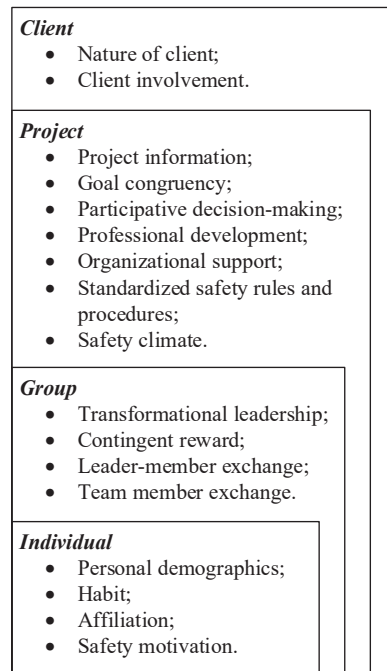 Client
• Nature of client;
• Client involvement.
Project
• Project information;
• Goal congruency;
• Participative decision-making;
• Professional development;
• Organizational support;
• Standardized safety rules and
procedures;
• Safety climate.
Group
• Transformational leadership;
• Contingent reward;
• Leader-member exchange;
• Team member exchange.
Individual
• Personal demographics;
• Habit;
• Affiliation;
• Safety motivation.